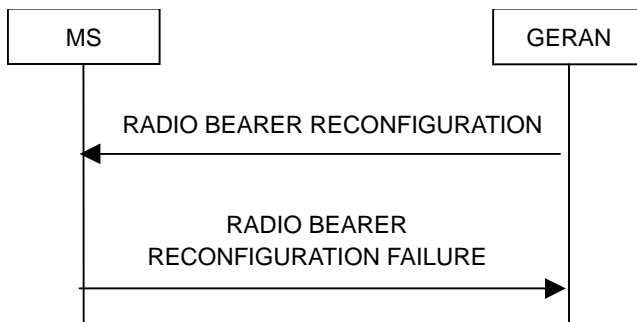 MS
GERAN
RADIO BEARER RECONFIGURATION
RADIO BEARER
RECONFIGURATION FAILURE